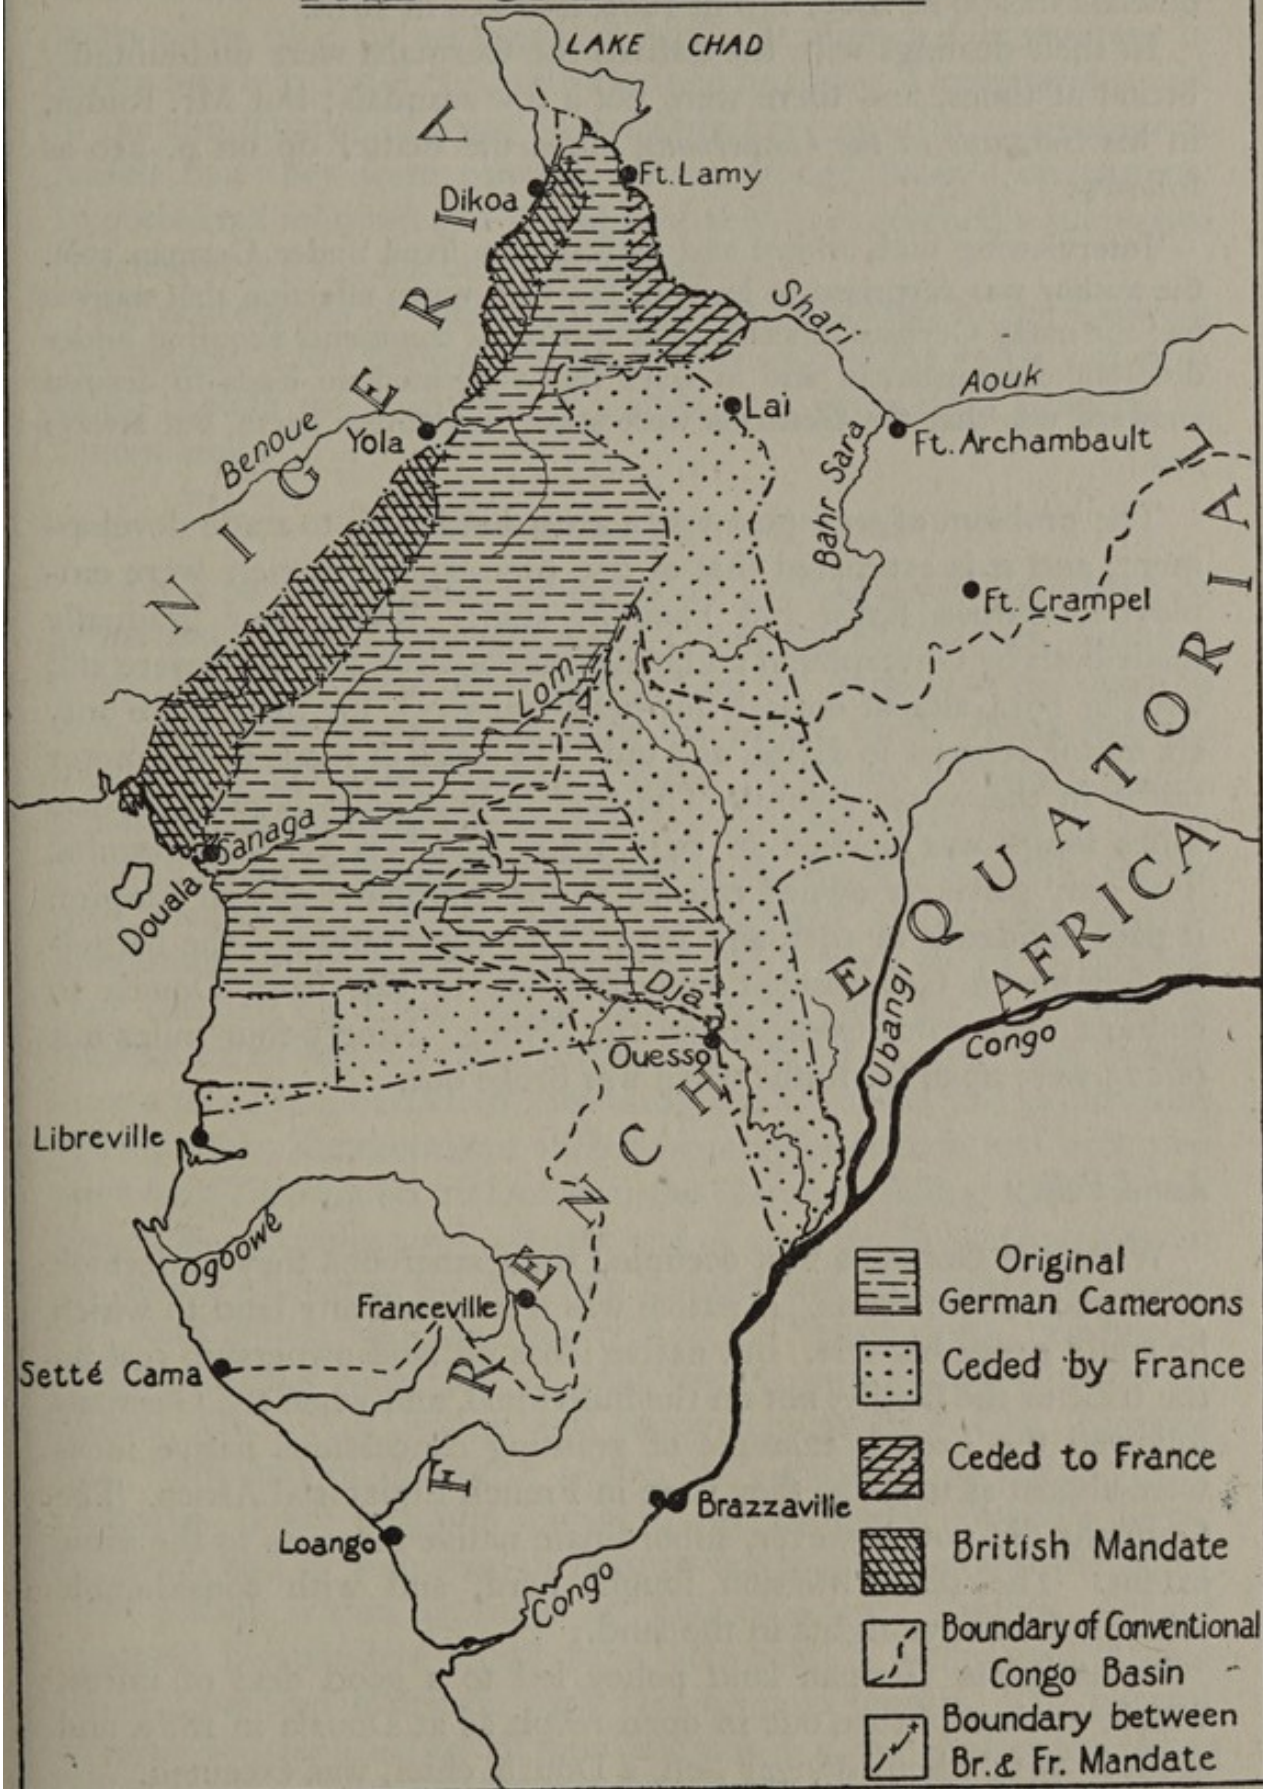 LAKE CHAD
NIGERIA
Dikoa
Ft. Lamy
Shari
Lai
Aouk
Benoue
Yola
Bahr Sara
Ft. Archambault
Ft. Crampel
Lom
Sanaga
Douala
Dja
Ouesso
Ubangi
Congo
FRENCH EQUATORIAL
AFRICA
Libreville
Ogoowé
Franceville
Setté Cama
Loango
Brazzaville
Congo
Original
German Cameroons
Ceded by France
Ceded to France
British Mandate
Boundary of Conventional
Congo Basin
Boundary between
Br. & Fr. Mandate